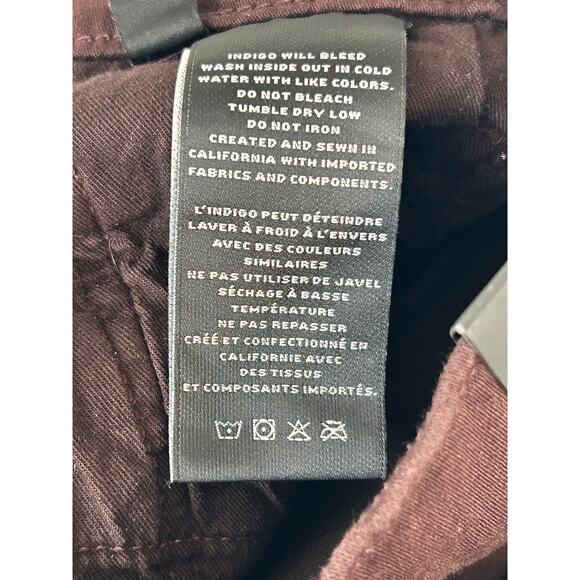 INDIGO WILL BLEED
WASH INSIDE OUT IN COLD
WATER WITH LIKE COLORS.
DO NOT BLEACH
TUMBLE DRY LOW
DO NOT IRON
CREATED AND SEWN IN
CALIFORNIA WITH IMPORTED
FABRICS AND COMPONENTS.
L'INDIGO PEUT DÉTEINDRE
LAVER À FROID À L'ENVERS
AVEC DES COULEURS
SIMILAIRES
NE PAS UTILISER DE JAVEL
SÉCHAGE À BASSE
TEMPÉRATURE
NE PAS REPASSER
CRÉÉ ET CONFECTIONNÉ EN
CALIFORNIE AVEC
DES TISSUS
ET COMPOSANTS IMPORTÉS.